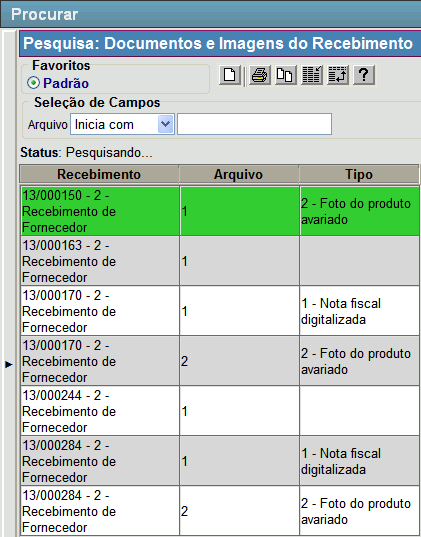 Procurar
Pesquisa: Documentos e Imagens do Recebimento
Favoritos
Padrão
?
Seleção de Campos
Arquivo Inicia com
Status: Pesquisando...
Recebimento Arquivo Tipo
13/000150 - 2 -
Recebimento de
Fornecedor
1
2 - Foto do produto
avariado
13/000163 - 2 -
Recebimento de
Fornecedor
1
13/000170 - 2 -
Recebimento de
Fornecedor
1
1 - Nota fiscal
digitalizada
13/000170 - 2 -
Recebimento de
Fornecedor
2
2 - Foto do produto
avariado
13/000244 - 2 -
Recebimento de
Fornecedor
1
13/000284 - 2 -
Recebimento de
Fornecedor
1
1 - Nota fiscal
digitalizada
13/000284 - 2 -
Recebimento de
Fornecedor
2
2 - Foto do produto
avariado